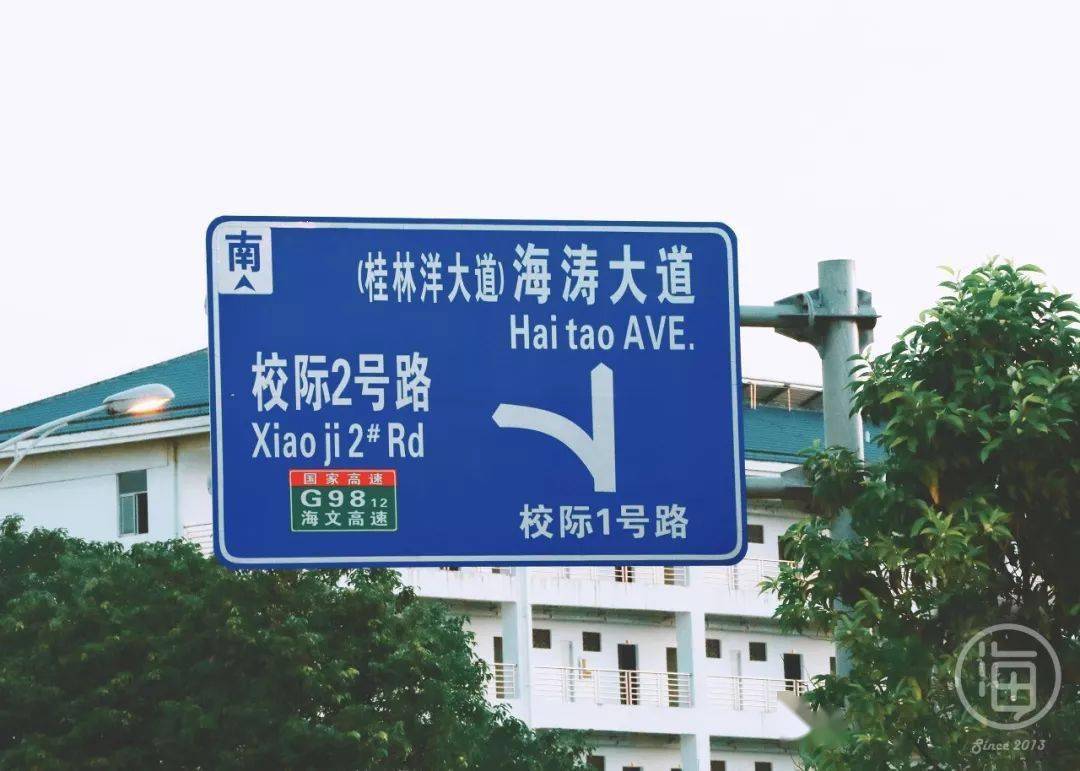 南
(桂林洋大道)海涛大道
Hai tao AVE.
校际2号路
Xiao ji 2# Rd
国家高速
G98 12
海文高速
校际1号路
海
Since 2013